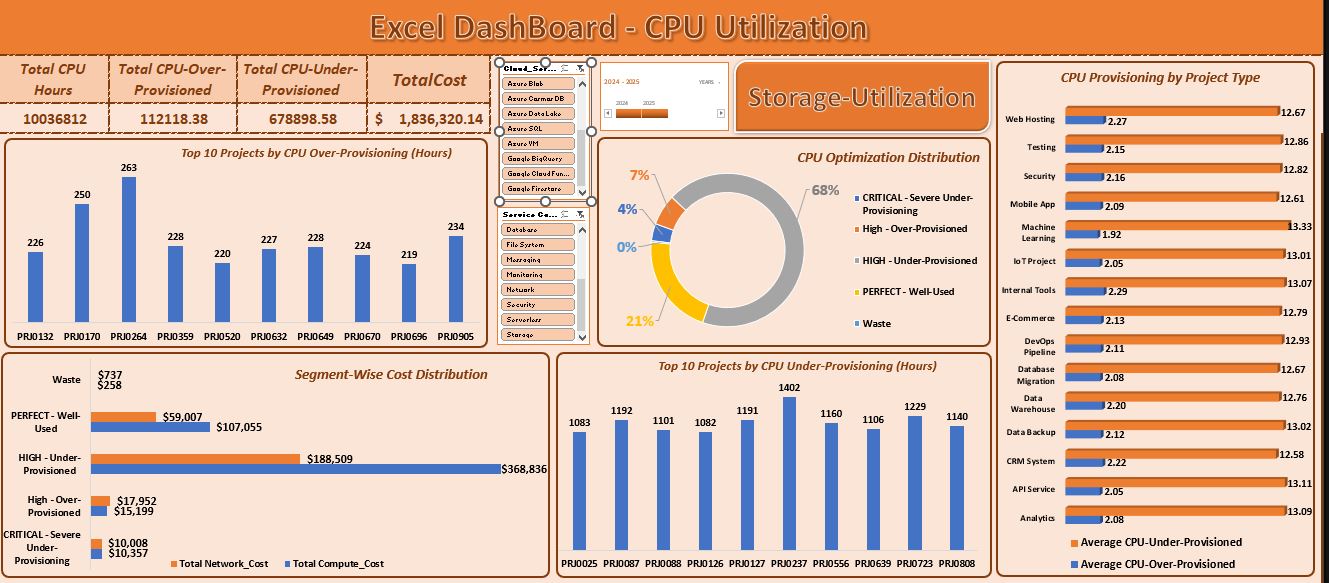 Excel DashBoard - CPU Utilization
Total CPU
Hours
Total CPU-Over-
Provisioned
Total CPU-Under-
Provisioned
TotalCost
10036812
112118.38
678898.58
$ 1,836,320.14
Cloud_Ser...
Azure Blob
Azure Cosmos DB
Azure Data Lake
Azure SQL
Azure VM
Google BigQuery
Google Cloud Fun...
Google Firestore
Service Ca...
Database
File System
Messaging
Monitoring
Network
Security
Serverless
Storage
2024 - 2025
YEARS
2024 2025
Storage-Utilization
Top 10 Projects by CPU Over-Provisioning (Hours)
226
250
263
228
220
227
228
224
219
234
PRJ0132 PRJ0170 PRJ0264 PRJ0359 PRJ0520 PRJ0632 PRJ0649 PRJ0670 PRJ0696 PRJ0905
CPU Optimization Distribution
7%
4%
0%
21%
68%
CRITICAL - Severe Under-
Provisioning
High - Over-Provisioned
HIGH - Under-Provisioned
PERFECT - Well-Used
Waste
Segment-Wise Cost Distribution
Waste
$737
$258
PERFECT - Well-
Used
$59,007
$107,055
HIGH - Under-
Provisioned
$188,509
$368,836
High - Over-
Provisioned
$17,952
$15,199
CRITICAL - Severe
Under-
Provisioning
$10,008
$10,357
Total Network_Cost
Total Compute_Cost
Top 10 Projects by CPU Under-Provisioning (Hours)
1083
1192
1101
1082
1191
1402
1160
1106
1229
1140
PRJ0025 PRJ0087 PRJ0088 PRJ0126 PRJ0127 PRJ0237 PRJ0556 PRJ0639 PRJ0723 PRJ0808
CPU Provisioning by Project Type
Web Hosting
12.67
2.27
Testing
12.86
2.15
Security
12.82
2.16
Mobile App
12.61
2.09
Machine
Learning
13.33
1.92
IoT Project
13.01
2.05
Internal Tools
13.07
2.29
E-Commerce
12.79
2.13
DevOps
Pipeline
12.93
2.11
Database
Migration
12.67
2.08
Data
Warehouse
12.76
2.20
Data Backup
13.02
2.12
CRM System
12.58
2.22
API Service
13.11
2.05
Analytics
13.09
2.08
Average CPU-Under-Provisioned
Average CPU-Over-Provisioned